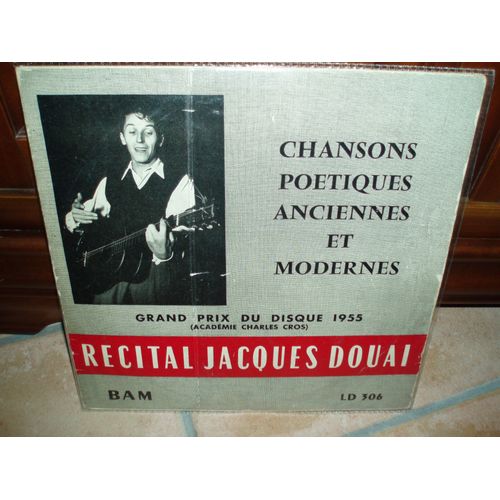 CHANSONS
POETIQUES
ANCIENNES
ET
MODERNES
GRAND PRIX DU DISQUE 1955
(ACADÉMIE CHARLES CROS)
RECITAL JACQUES DOUAI
BAM LD 306